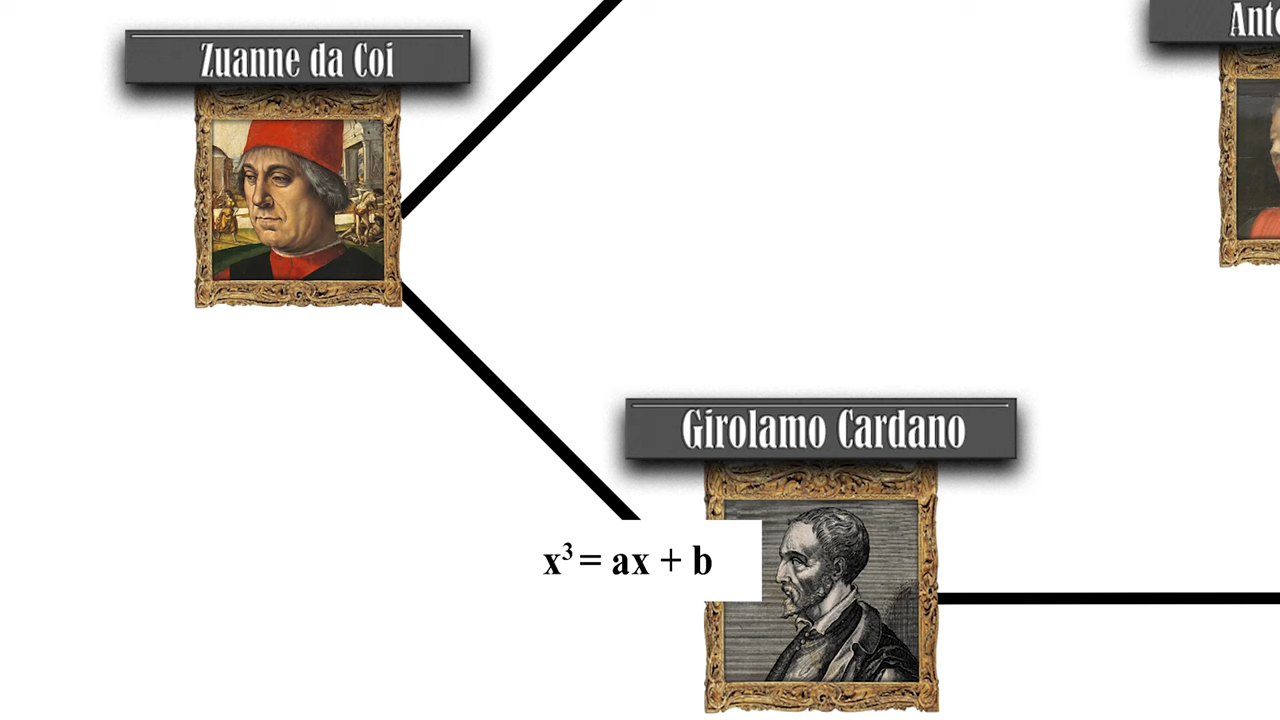 Zuanne da Coi
Girolamo Cardano
x³ = ax + b